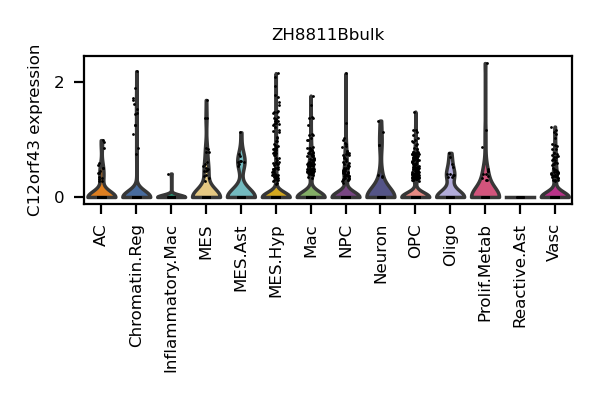 ZH8811Bbulk
C12orf43 expression
2
0
AC
Chromatin.Reg
Inflammatory.Mac
MES
MES.Ast
MES.Hyp
Mac
NPC
Neuron
OPC
Oligo
Prolif.Metab
Reactive.Ast
Vasc